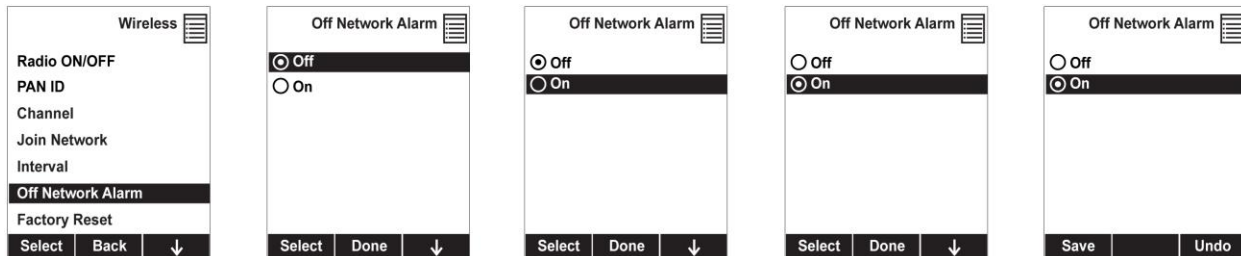 Wireless
Radio ON/OFF
PAN ID
Channel
Join Network
Interval
Off Network Alarm
Factory Reset
Select Back ↓
Off Network Alarm
Off
On
Select Done ↓
Off Network Alarm
Off
On
Select Done ↓
Off Network Alarm
Off
On
Select Done ↓
Off Network Alarm
Off
On
Save Undo